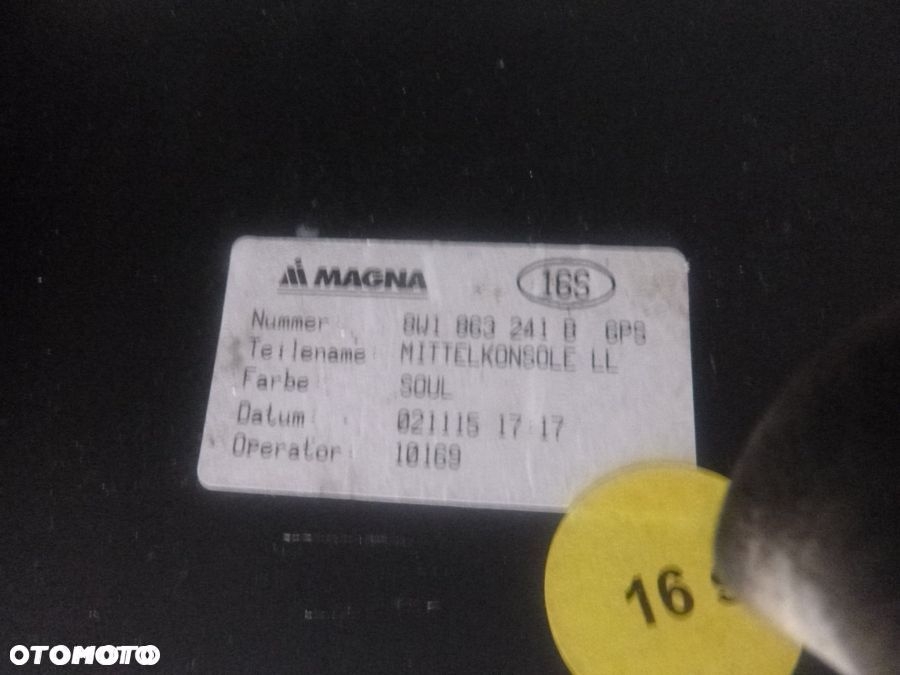 MAGNA
16S
Nummer 8W1 863 241 B 6PS
Teilename MITTELKONSOLE LL
Farbe SOUL
Datum 021115 17 17
Operator 10169
16
OTOMOTO